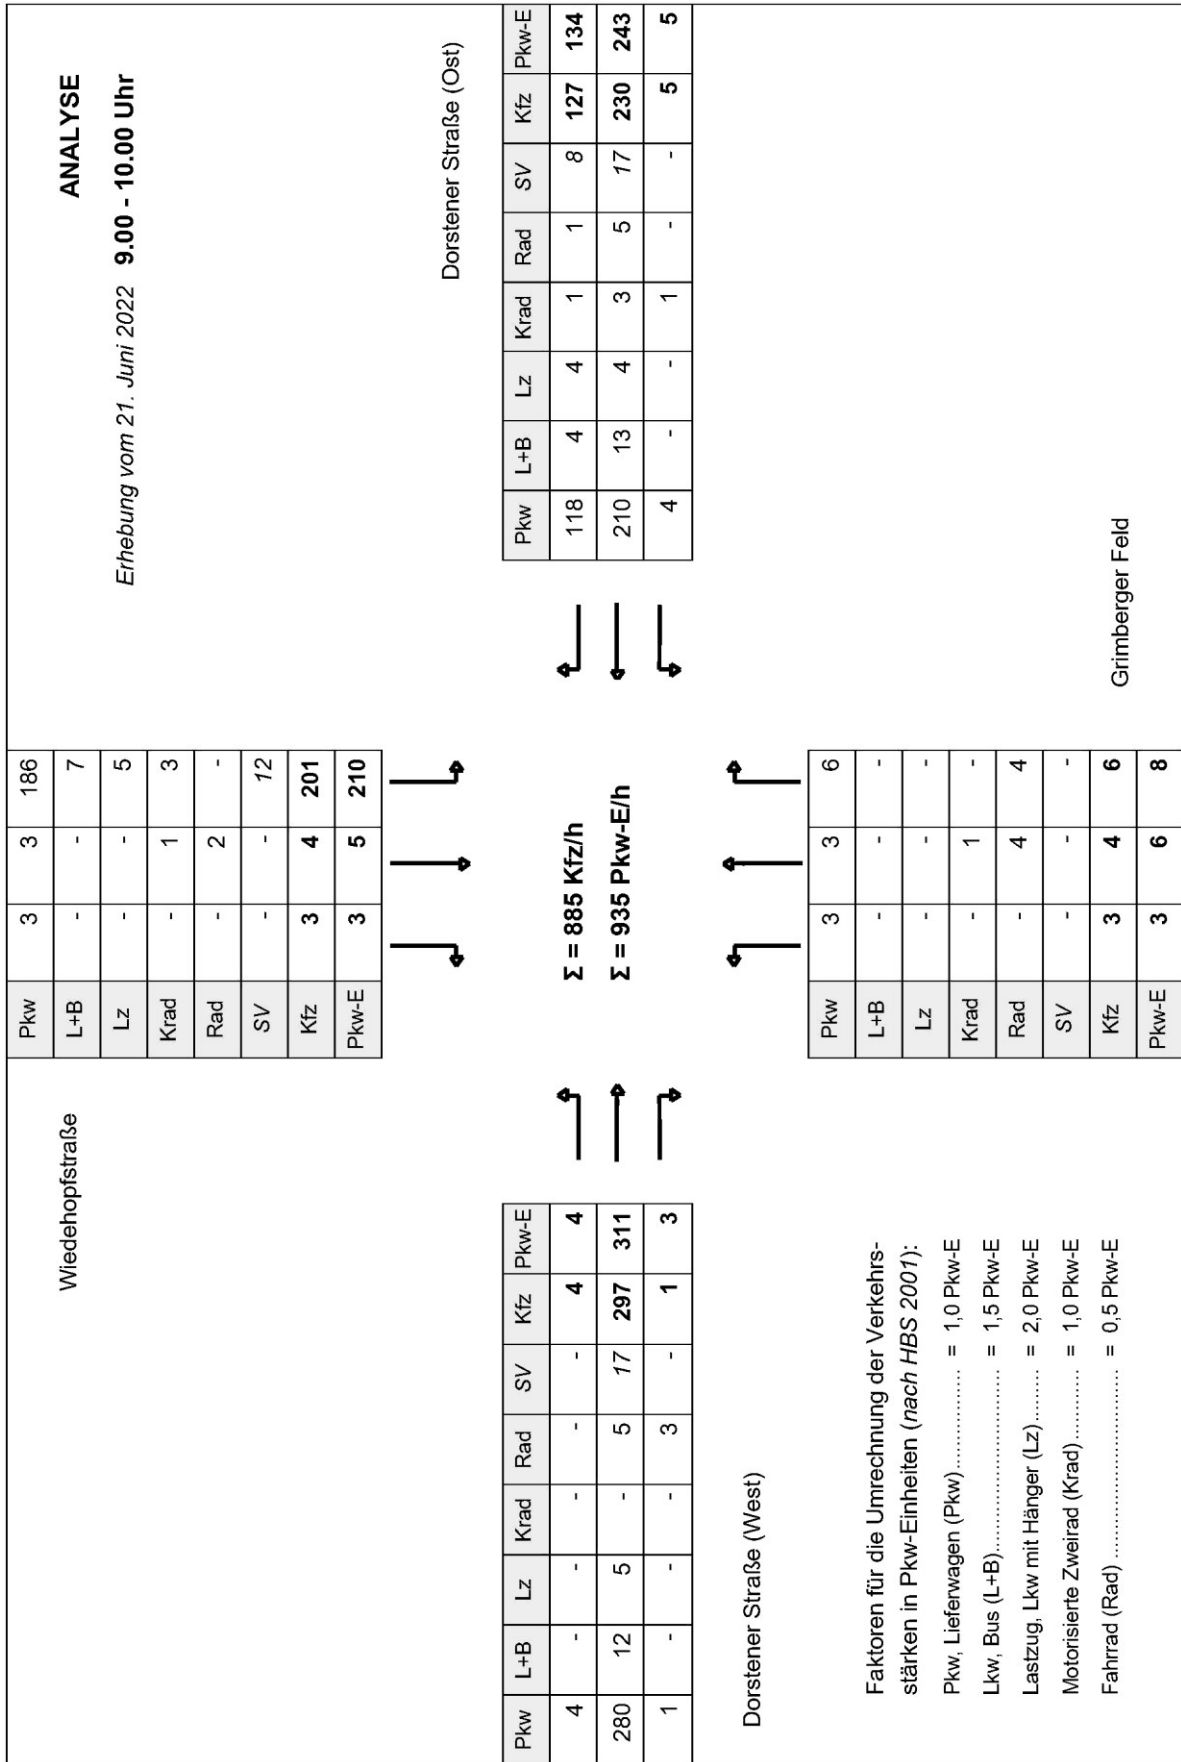 ANALYSE
Erhebung vom 21. Juni 2022 9.00 - 10.00 Uhr
Wiedehopfstraße
Pkw 3 3 186
L+B - - 7
Lz - - 5
Krad - 1 3
Rad - 2 -
SV - - 12
Kfz 3 4 201
Pkw-E 3 5 210
Dorstener Straße (Ost)
Pkw L+B Lz Krad Rad SV Kfz Pkw-E
118 4 4 1 1 8 127 134
210 13 4 3 5 17 230 243
4 - - 1 - - 5 5
Σ = 885 Kfz/h
Σ = 935 Pkw-E/h
Pkw L+B Lz Krad Rad SV Kfz Pkw-E
4 - - - - - 4 4
280 12 5 - 5 17 297 311
1 - - - 3 - 1 3
Dorstener Straße (West)
Pkw 3 3 6
L+B - - -
Lz - - -
Krad - 1 -
Rad - 4 4
SV - - -
Kfz 3 4 6
Pkw-E 3 6 8
Grimberger Feld
Faktoren für die Umrechnung der Verkehrs-
stärken in Pkw-Einheiten (nach HBS 2001):
Pkw, Lieferwagen (Pkw)................. = 1,0 Pkw-E
Lkw, Bus (L+B)................................ = 1,5 Pkw-E
Lastzug, Lkw mit Hänger (Lz)......... = 2,0 Pkw-E
Motorisierte Zweirad (Krad)............ = 1,0 Pkw-E
Fahrrad (Rad) ................................. = 0,5 Pkw-E